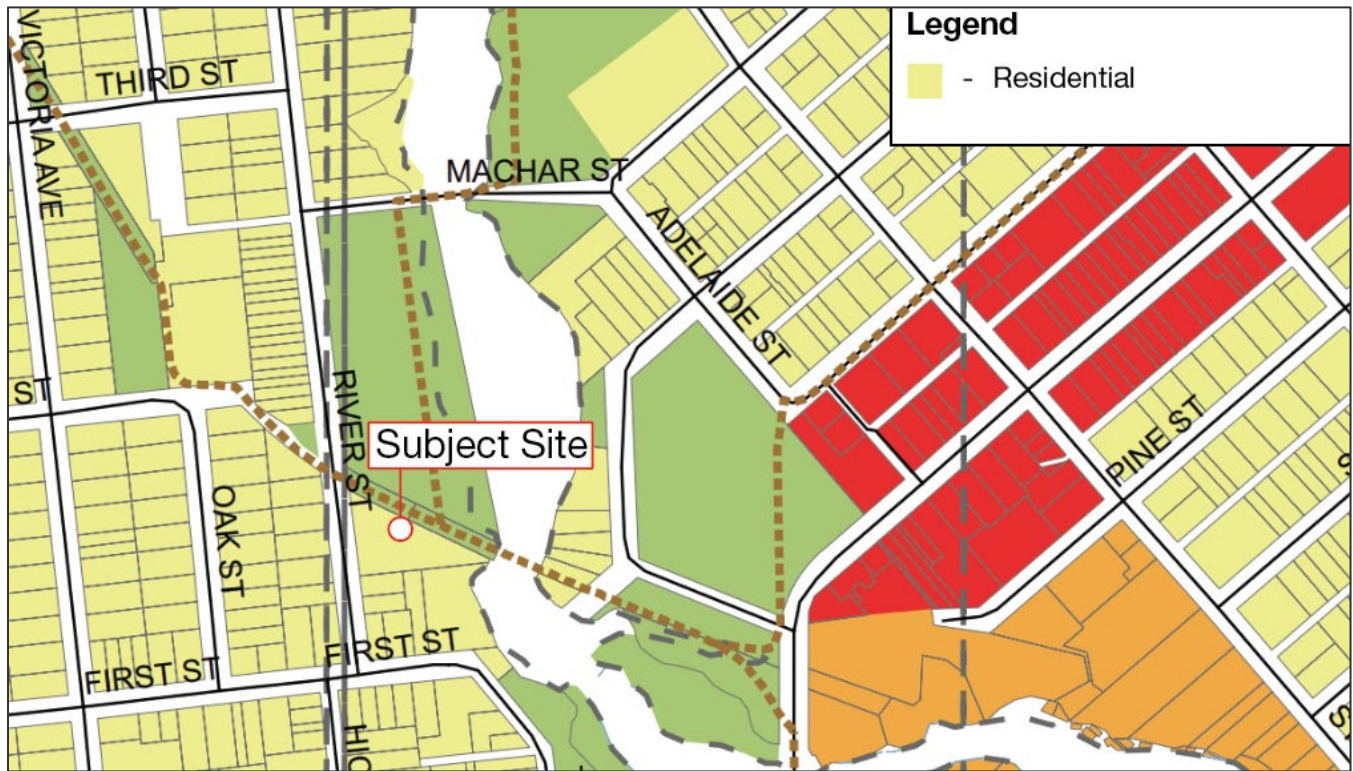 Legend
- Residential
VICTORIA AVE
THIRD ST
MACHAR ST
ADELAIDE ST
ST
RIVER ST
Subject Site
PINE ST
OAK ST
FIRST ST
FIRST ST